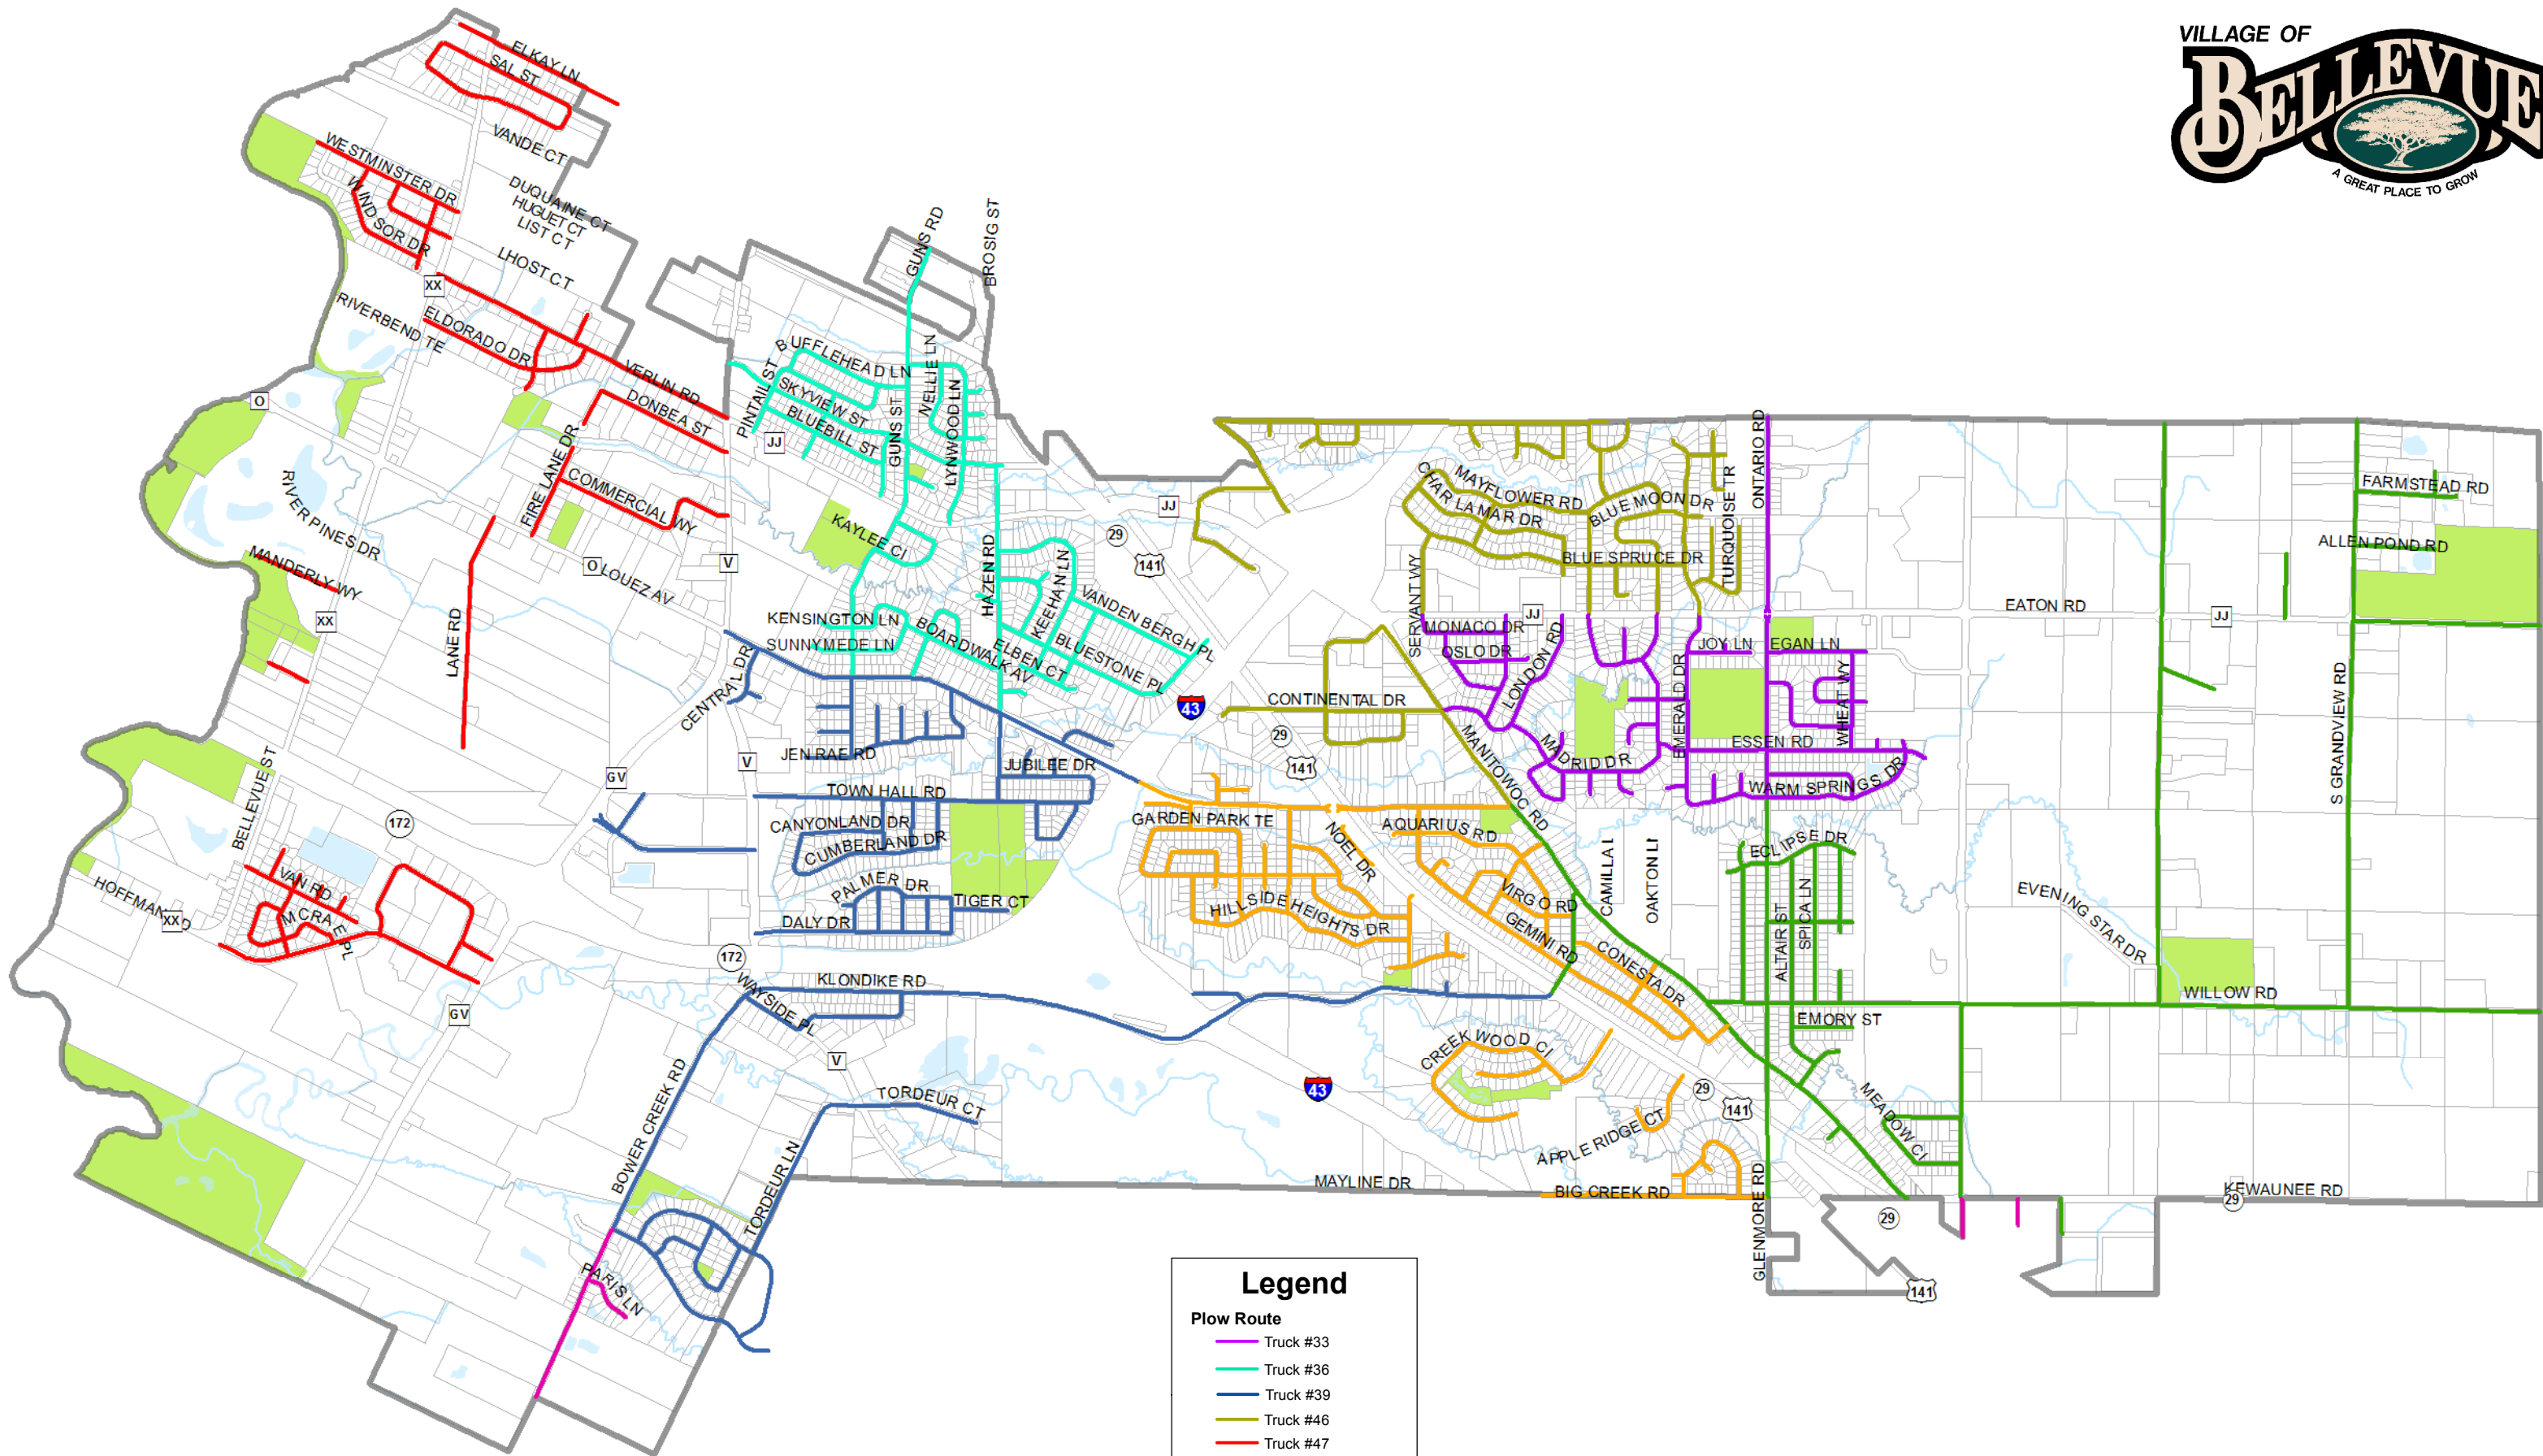 VILLAGE OF
BELLEVUE
A GREAT PLACE TO GROW
ELKAY LN
SAL ST
VANDE CT
WESTMINSTER DR
WINDSOR DR
DUQUAINE CT
HUGUET CT
LIST CT
LHOST CT
XX
RIVERBEND TE
ELDORADO DR
VERLIN RD
DONBEA ST
O
FIRE LANE DR
COMMERCIAL WY
RIVER PINES DR
MANDERLY WY
XX
LANE RD
O
LOUEZ AV
V
GUNS RD
BROSIG ST
BUFFLEHEAD LN
PINTAIL ST
SKYVIEW ST
BLUEBILL ST
JJ
GUNS ST
NELLIE LN
LYNWOOD LN
KAYLEE CI
HAZEN RD
KEEHAN LN
KENSINGTON LN
SUNNYMEDE LN
BOARDWALK AV
ELBEN CT
BLUESTONE PL
VANDEN BERGH PL
29
141
JJ
43
CENTRAL DR
V
GV
JEN RAE RD
JUBILEE DR
TOWN HALL RD
CANYONLAND DR
CUMBERLAND DR
PALMER DR
TIGER CT
DALY DR
172
BELLEVUE ST
172
VAN RD
MCRAE PL
HOFFMAN
XX
GV
KLONDIKE RD
WAYSIDE PL
V
TORDEUR CT
BOWER CREEK RD
TORDEUR LN
PARIS LN
MAYFLOWER RD
CHAR LA MAR DR
BLUE MOON DR
BLUE SPRUCE DR
TURQUOISE TR
ONTARIO RD
SERVANT WY
MONACO DR
JJ
OSLO DR
LONDON RD
CONTINENTAL DR
29
141
MANITOWOC RD
MADRID DR
EMERALD DR
JOY LN
EGAN LN
WHEAT WY
ESSEN RD
WARM SPRINGS DR
GARDEN PARK TE
NOEL DR
AQUARIUS RD
HILLSIDE HEIGHTS DR
VIRGO RD
GEMINI RD
CONESTA DR
CAMILLA L
ECLIPSE DR
ALTAIR ST
SPICA LN
EMORY ST
CREEKWOOD CI
43
29
141
APPLE RIDGE CT
MEADOW CI
MAYLINE DR
BIG CREEK RD
GLENMORE RD
29
141
FARMSTEAD RD
ALLEN POND RD
EATON RD
JJ
S GRANDVIEW RD
EVENING STAR DR
WILLOW RD
KEWAUNEE RD
29
Legend
Plow Route
Truck #33
Truck #36
Truck #39
Truck #46
Truck #47